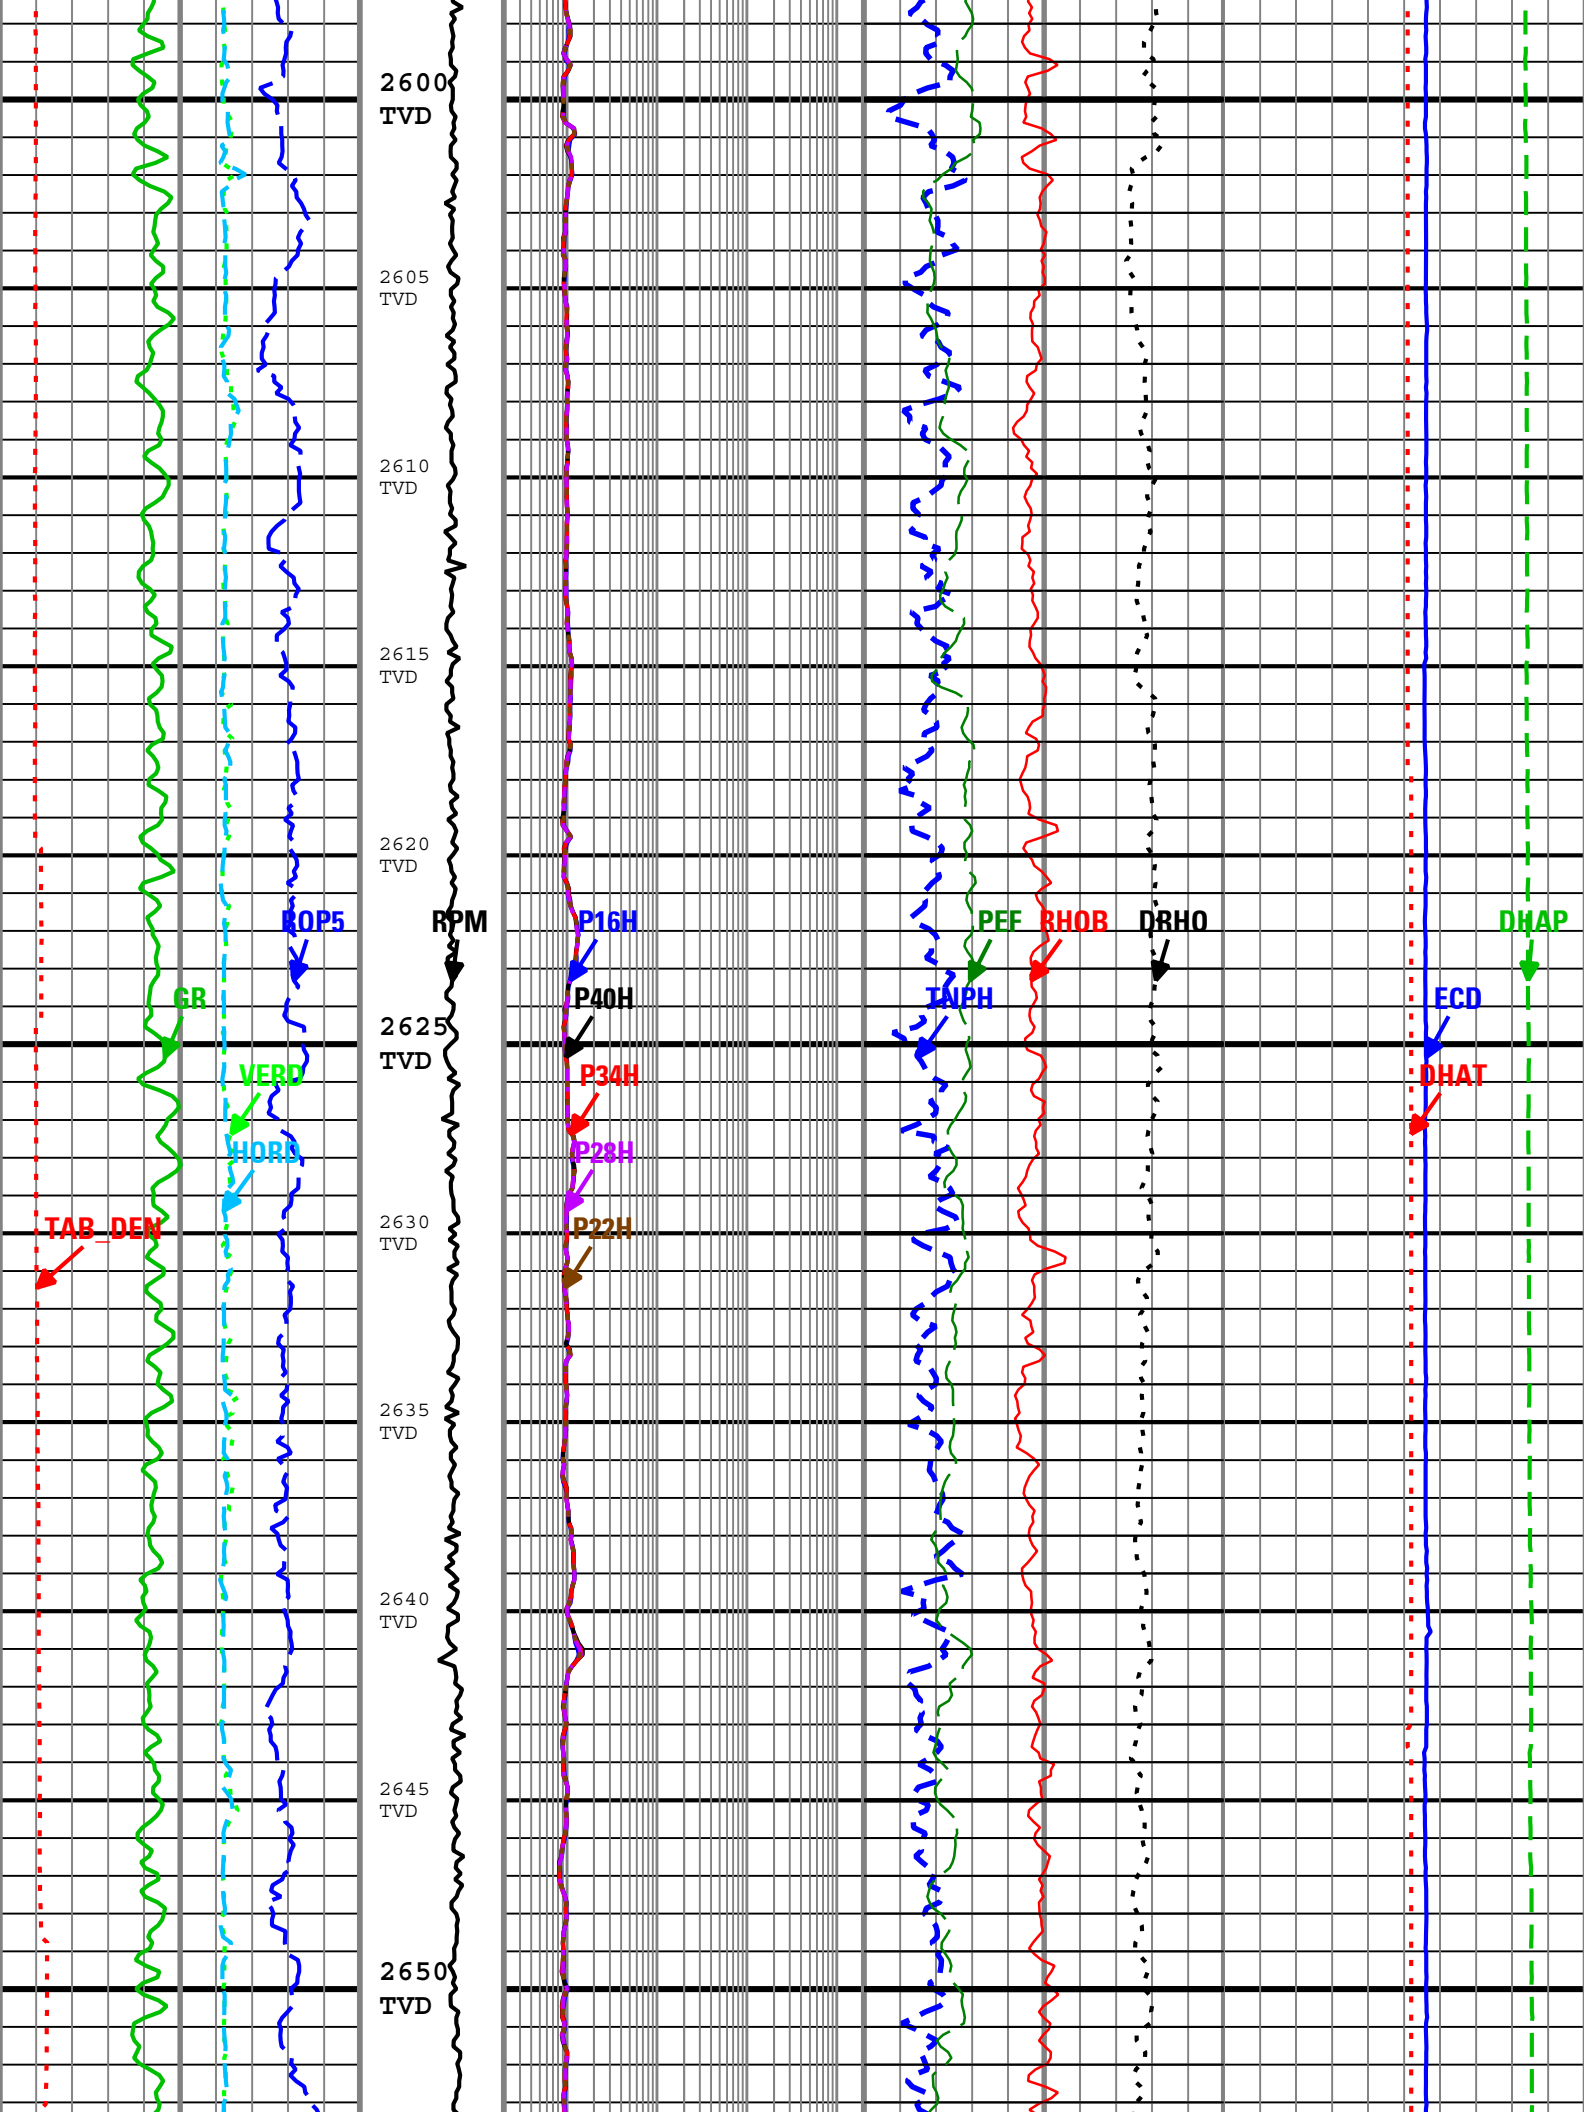 2600
TVD
2605
TVD
2610
TVD
2615
TVD
2620
TVD
ROP5 RPM P16H PEF RHOB DRHO DHAP
GR P40H TNPH ECD
2625
TVD
VERD P34H DHAT
HORD P28H
TAB_DEN P22H
2630
TVD
2635
TVD
2640
TVD
2645
TVD
2650
TVD